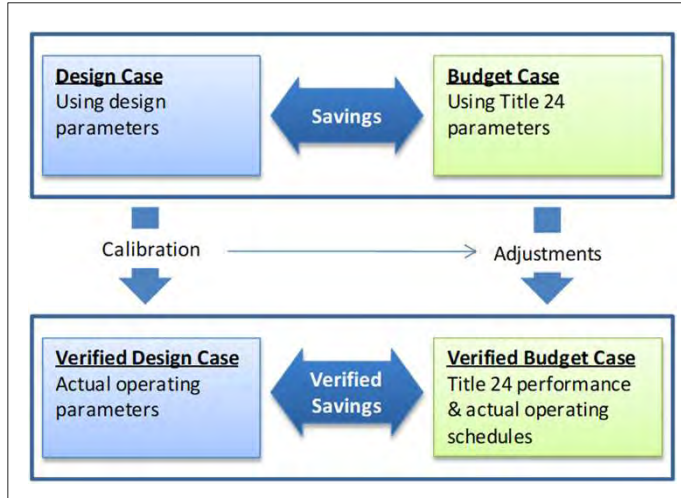 Design Case
Using design
parameters
Savings
Budget Case
Using Title 24
parameters
Calibration
Adjustments
Verified Design Case
Actual operating
parameters
Verified
Savings
Verified Budget Case
Title 24 performance
& actual operating
schedules